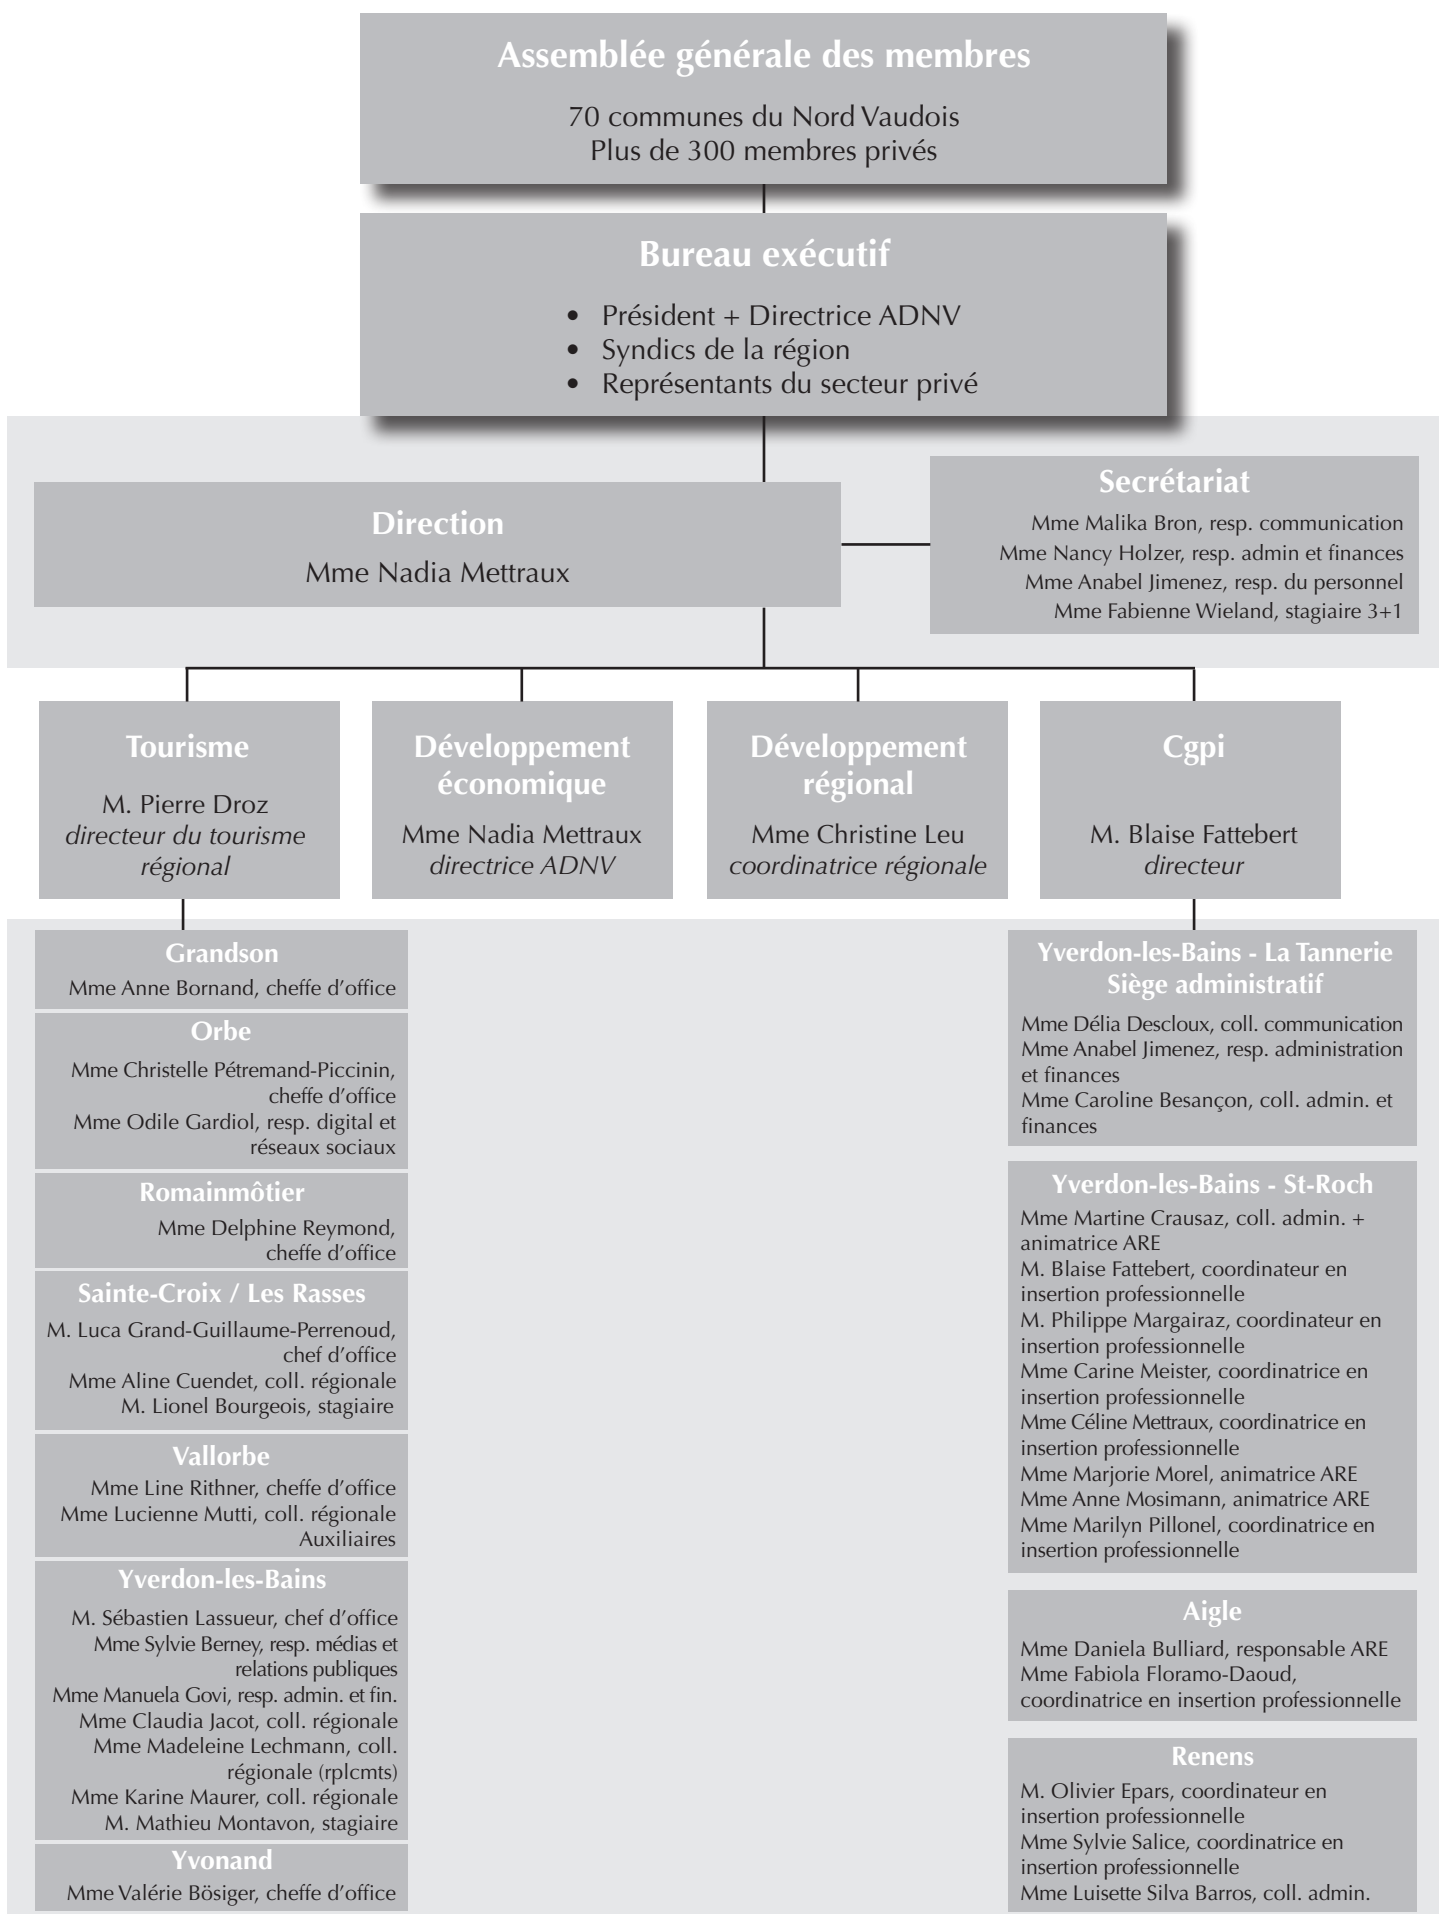 Assemblée générale des membres
70 communes du Nord Vaudois
Plus de 300 membres privés
Bureau exécutif
• Président + Directrice ADNV
• Syndics de la région
• Représentants du secteur privé
Direction
Mme Nadia Mettraux
Secrétariat
Mme Malika Bron, resp. communication
Mme Nancy Holzer, resp. admin et finances
Mme Anabel Jimenez, resp. du personnel
Mme Fabienne Wieland, stagiaire 3+1
Tourisme
M. Pierre Droz
directeur du tourisme
régional
Développement
économique
Mme Nadia Mettraux
directrice ADNV
Développement
régional
Mme Christine Leu
coordinatrice régionale
Cgpi
M. Blaise Fattebert
directeur
Grandson
Mme Anne Bornand, cheffe d’office
Orbe
Mme Christelle Pétremand-Piccinin,
cheffe d’office
Mme Odile Gardiol, resp. digital et
réseaux sociaux
Romainmôtier
Mme Delphine Reymond,
cheffe d’office
Sainte-Croix / Les Rasses
M. Luca Grand-Guillaume-Perrenoud,
chef d’office
Mme Aline Cuendet, coll. régionale
M. Lionel Bourgeois, stagiaire
Vallorbe
Mme Line Rithner, cheffe d’office
Mme Lucienne Mutti, coll. régionale
Auxiliaires
Yverdon-les-Bains
M. Sébastien Lassueur, chef d’office
Mme Sylvie Berney, resp. médias et
relations publiques
Mme Manuela Govi, resp. admin. et fin.
Mme Claudia Jacot, coll. régionale
Mme Madeleine Lechmann, coll.
régionale (rplcmts)
Mme Karine Maurer, coll. régionale
M. Mathieu Montavon, stagiaire
Yvonand
Mme Valérie Bösiger, cheffe d’office
Yverdon-les-Bains - La Tannerie
Siège administratif
Mme Délia Descloux, coll. communication
Mme Anabel Jimenez, resp. administration
et finances
Mme Caroline Besançon, coll. admin. et
finances
Yverdon-les-Bains - St-Roch
Mme Martine Crausaz, coll. admin. +
animatrice ARE
M. Blaise Fattebert, coordinateur en
insertion professionnelle
M. Philippe Margairaz, coordinateur en
insertion professionnelle
Mme Carine Meister, coordinatrice en
insertion professionnelle
Mme Céline Mettraux, coordinatrice en
insertion professionnelle
Mme Marjorie Morel, animatrice ARE
Mme Anne Mosimann, animatrice ARE
Mme Marilyn Pillonel, coordinatrice en
insertion professionnelle
Aigle
Mme Daniela Bulliard, responsable ARE
Mme Fabiola Floramo-Daoud,
coordinatrice en insertion professionnelle
Renens
M. Olivier Epars, coordinateur en
insertion professionnelle
Mme Sylvie Salice, coordinatrice en
insertion professionnelle
Mme Luisette Silva Barros, coll. admin.